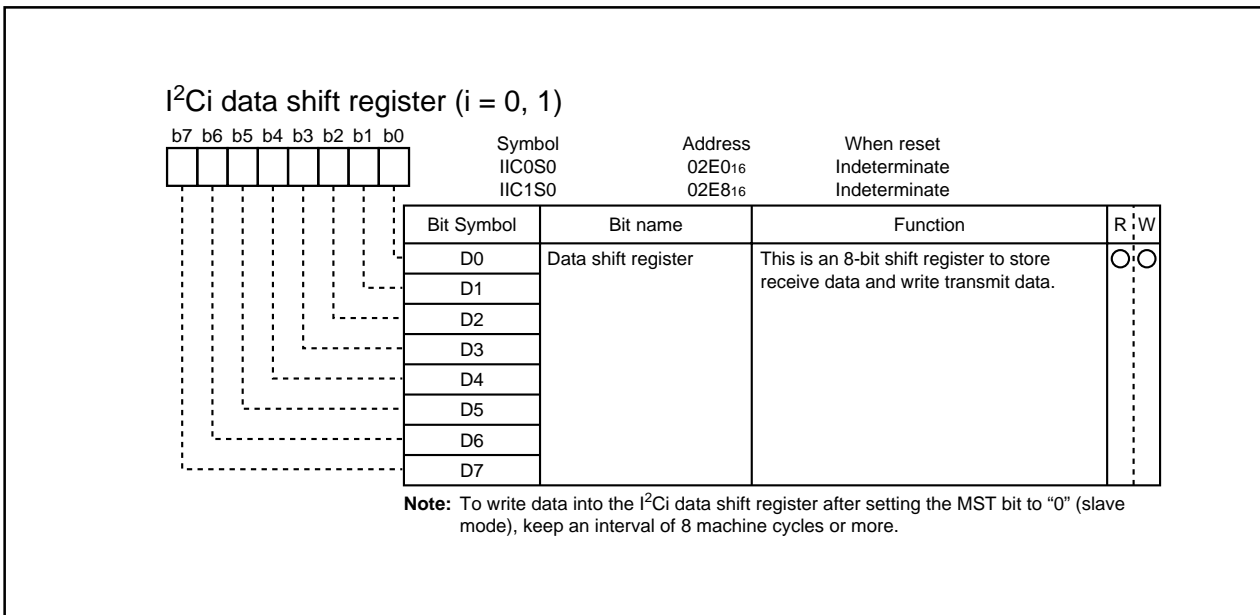 I²Ci data shift register (i = 0, 1)
b7 b6 b5 b4 b3 b2 b1 b0
Symbol Address When reset
IIC0S0 02E0₁₆ Indeterminate
IIC1S0 02E8₁₆ Indeterminate
Bit Symbol Bit name Function R W
D0 Data shift register This is an 8-bit shift register to store
D1 receive data and write transmit data.
D2
D3
D4
D5
D6
D7
Note: To write data into the I²Ci data shift register after setting the MST bit to “0” (slave
mode), keep an interval of 8 machine cycles or more.